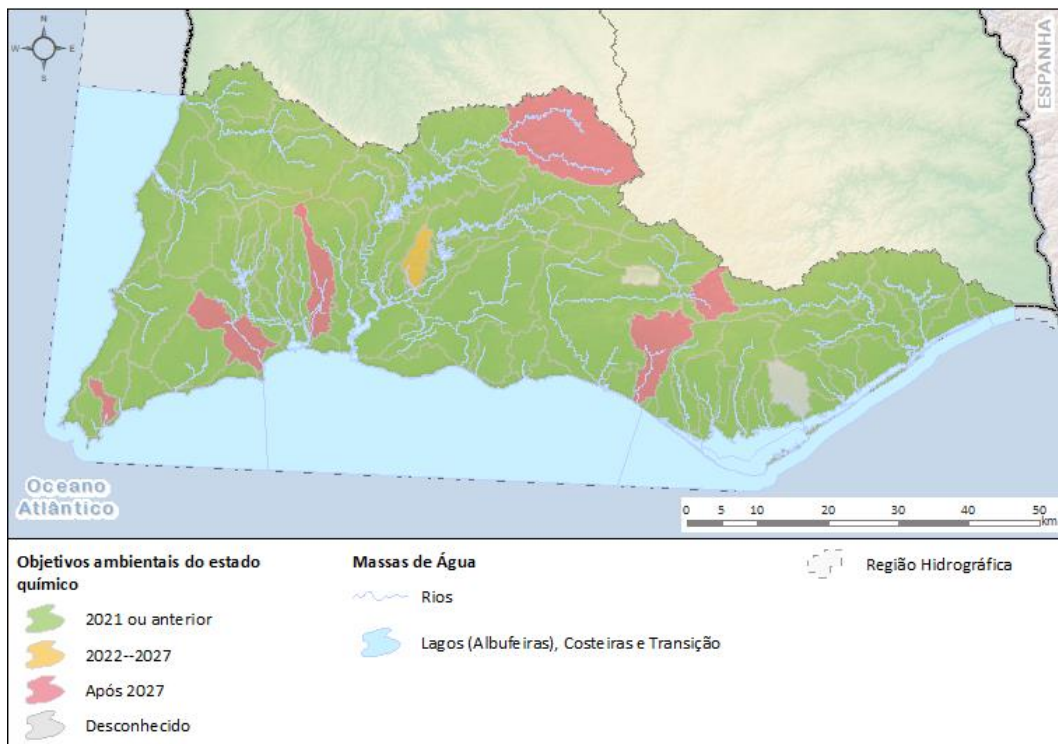 N
W E
S
ESPANHA
Oceano
Atlântico
0 5 10 20 30 40 50
km
Objetivos ambientais do estado
químico
2021 ou anterior
2022--2027
Após 2027
Desconhecido
Massas de Água
Rios
Lagos (Albufeiras), Costeiras e Transição
Região Hidrográfica